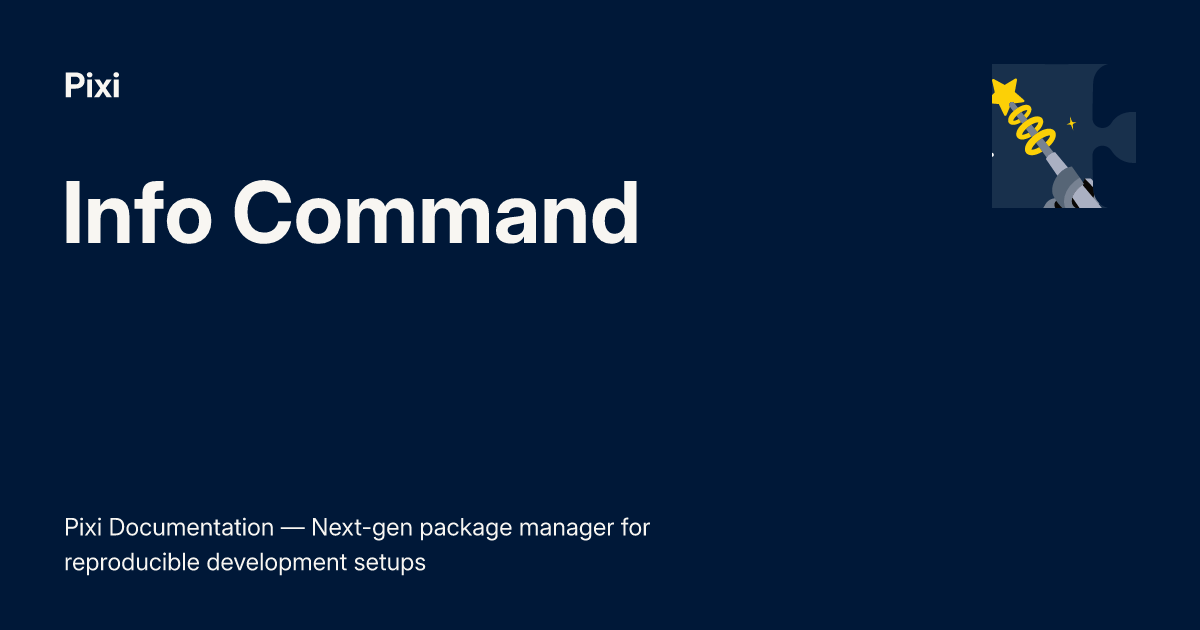 Pixi
Info Command
Pixi Documentation — Next-gen package manager for
reproducible development setups